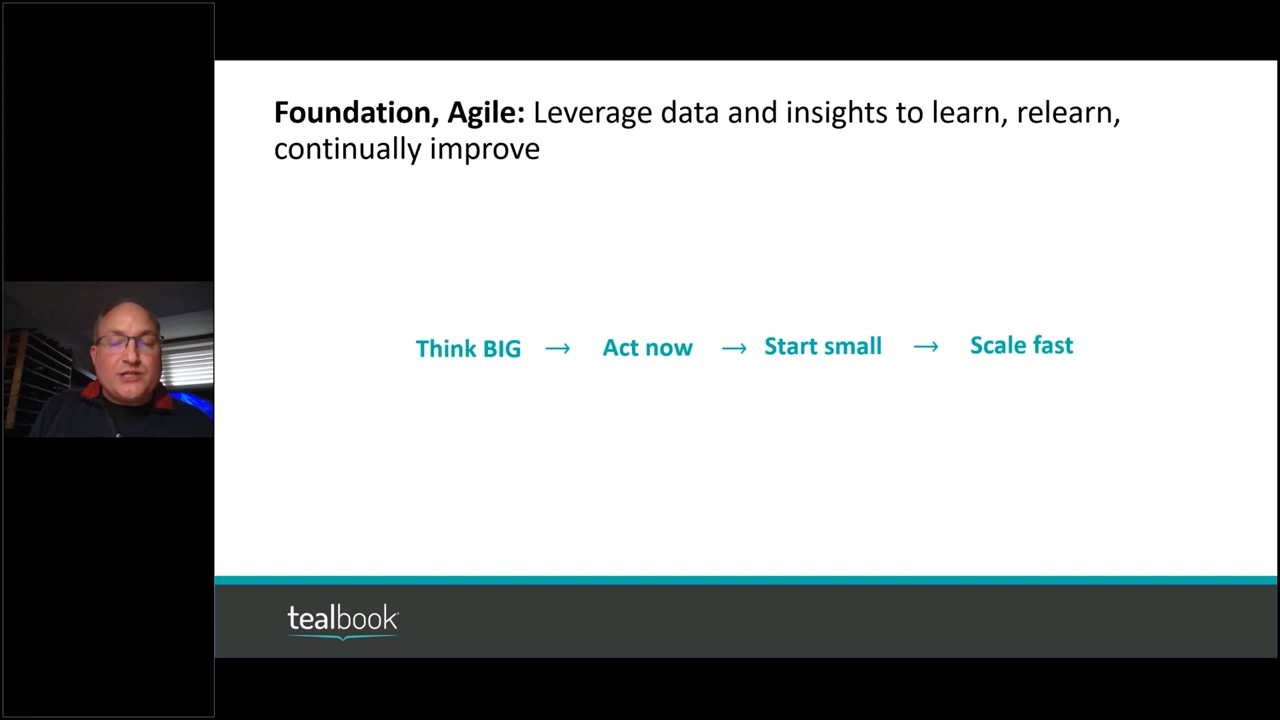 Foundation, Agile: Leverage data and insights to learn, relearn,
continually improve
Think BIG → Act now → Start small → Scale fast
tealbook